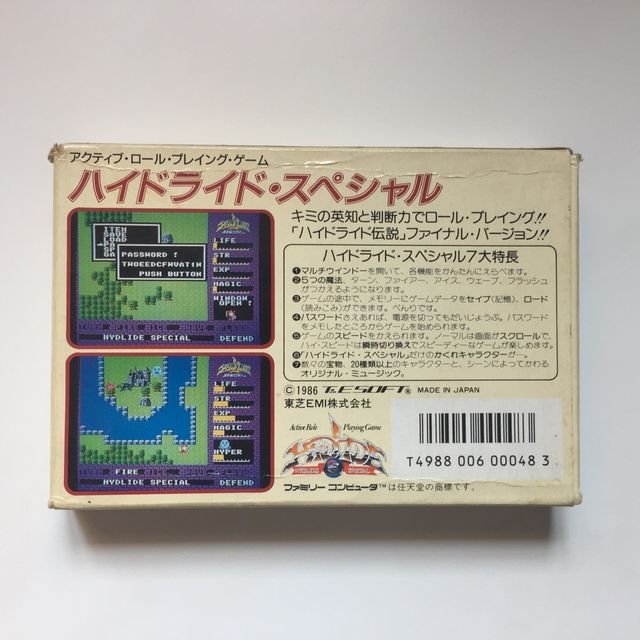 アクティブ・ロール・プレイング・ゲーム
ハイドライド・スペシャル
キミの英知と判断力でロール・プレイング!!
「ハイドライド伝説」ファイナル・バージョン!!
ハイドライド・スペシャル7大特長
❶マルチウインドーを開いて、各機能をかんたんにえらべます。
❷5つの魔法、ターン、ファイアー、アイス、ウェーブ、フラッシュ
がつかえるようになります。
❸ゲームの途中で、メモリーにゲームデータをセイブ(記憶)、ロード
(読みこみ)ができます。べんりです。
❹パスワードさえあれば、電源を切ってもだいじょうぶ。パスワード
をメモしたところからゲームを始められます。
❺ゲームのスピードをかえられます。ノーマルは画面がスクロールで、
ハイ・スピードは瞬時切り換えでスピーディーなゲームが楽しめます。
❻「ハイドライド・スペシャル」だけのかくれキャラクターが…。
❼数々の宝物、20種類以上のキャラクターと、シーンによってかわる
オリジナル・ミュージック。
ITEM
SAVE
LOAD
PASSWORD ?
TWOEEDCFHVAT1N
PUSH BUTTON
LIFE
STR
EXP
MAGIC
WINDOW
OPEN !
HYDLIDE SPECIAL DEFEND
LIFE
STR
EXP
MAGIC
HYPER
FIRE
HYDLIDE SPECIAL DEFEND
©1986 T&ESOFT® MADE IN JAPAN
東芝EMI株式会社
Active Role Playing Game
HYDLIDE SPECIAL
ファミリーコンピュータ™は任天堂の商標です。
T4988 006 00048 3